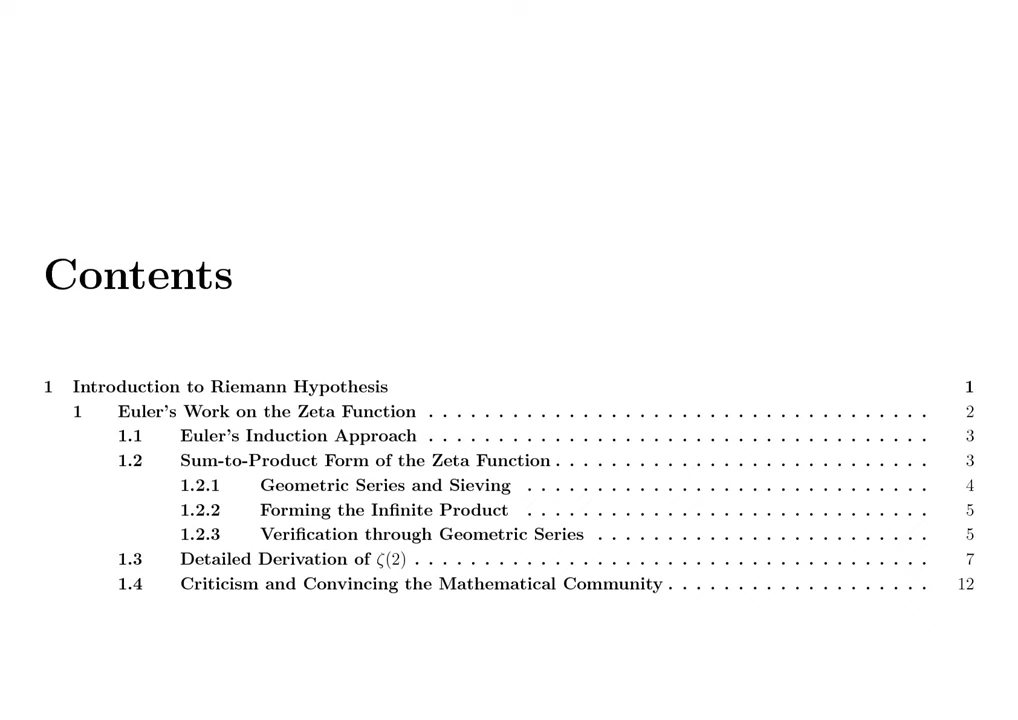 Contents
1 Introduction to Riemann Hypothesis 1
1 Euler's Work on the Zeta Function . . . . . . . . . . . . . . . . . . . . . . . . . . . . . . . . . . . . 2
1.1 Euler's Induction Approach . . . . . . . . . . . . . . . . . . . . . . . . . . . . . . . . . . . . 3
1.2 Sum-to-Product Form of the Zeta Function . . . . . . . . . . . . . . . . . . . . . . . . . . . 3
1.2.1 Geometric Series and Sieving . . . . . . . . . . . . . . . . . . . . . . . . . . . . . 4
1.2.2 Forming the Infinite Product . . . . . . . . . . . . . . . . . . . . . . . . . . . . . 5
1.2.3 Verification through Geometric Series . . . . . . . . . . . . . . . . . . . . . . . . 5
1.3 Detailed Derivation of ζ(2) . . . . . . . . . . . . . . . . . . . . . . . . . . . . . . . . . . . . . 7
1.4 Criticism and Convincing the Mathematical Community . . . . . . . . . . . . . . . . . . . 12